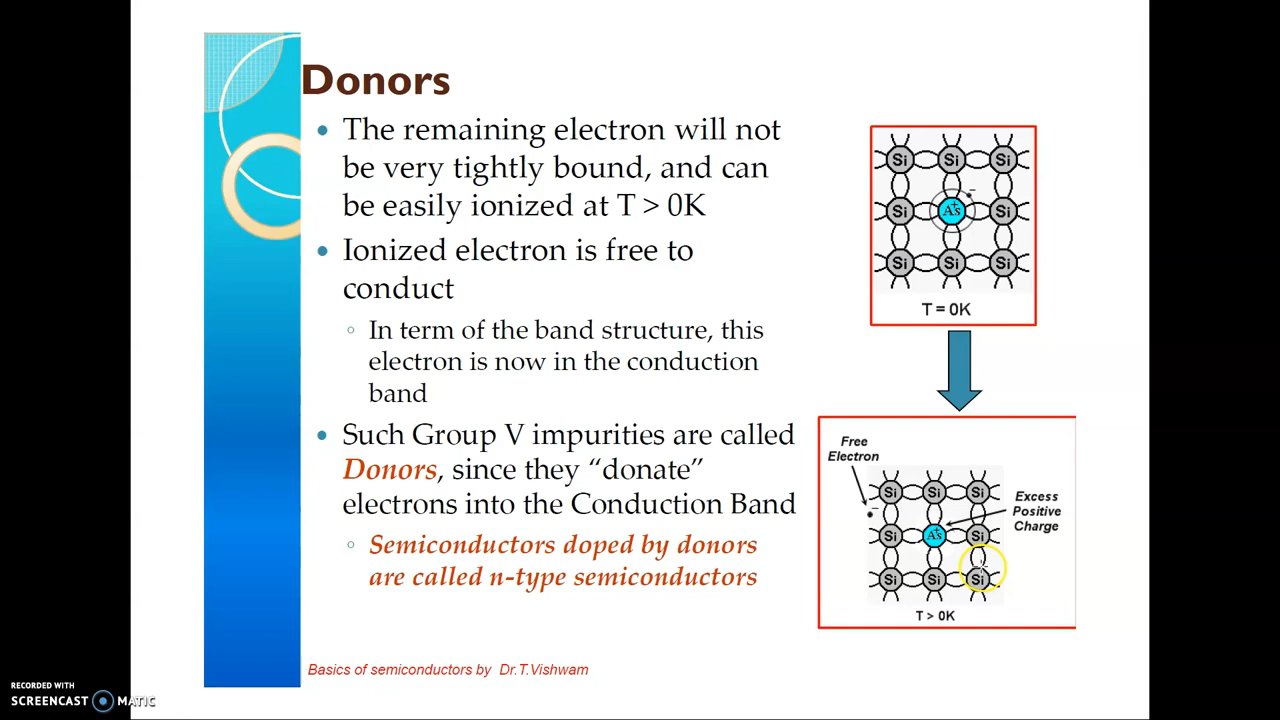 Donors
The remaining electron will not
be very tightly bound, and can
be easily ionized at T > 0K
Ionized electron is free to
conduct
In term of the band structure, this
electron is now in the conduction
band
Such Group V impurities are called
Donors, since they “donate”
electrons into the Conduction Band
Semiconductors doped by donors
are called n-type semiconductors
Si Si Si
Si As+ - Si
Si Si Si
T = 0K
Free
Electron
Excess
Positive
Charge
-
Si Si Si
Si As+ Si
Si Si Si
T > 0K
Basics of semiconductors by Dr.T.Vishwam
RECORDED WITH
SCREENCAST MATIC